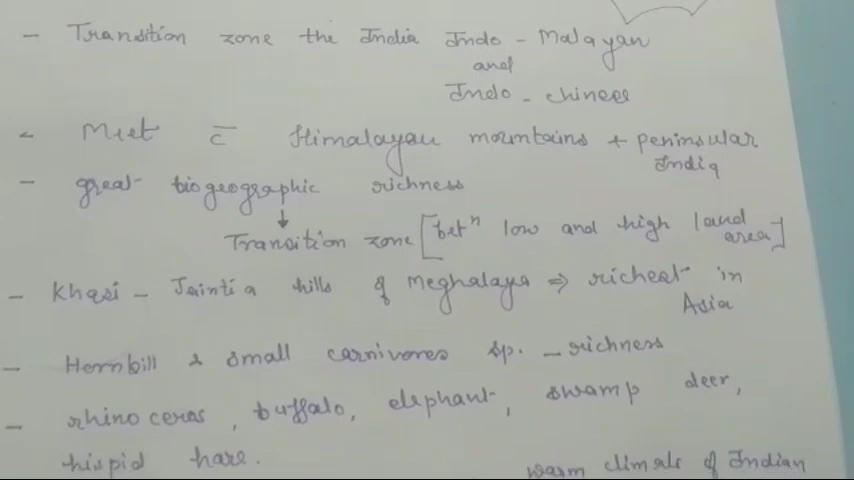 - Transition zone the India Indo - Malayan
and
Indo - chinees
- Meet c̄ Himalayan mountains + peninsular
India
- great biogeographic richness
↓
Transition zone [betⁿ low and high land
area]
- Khasi - Jaintia hills of Meghalaya ⇒ richest in
Asia
- Hornbill & small carnivores sp. - richness
- rhinoceras, buffalo, elephant, swamp deer,
hispid hare.
warm climate of Indian